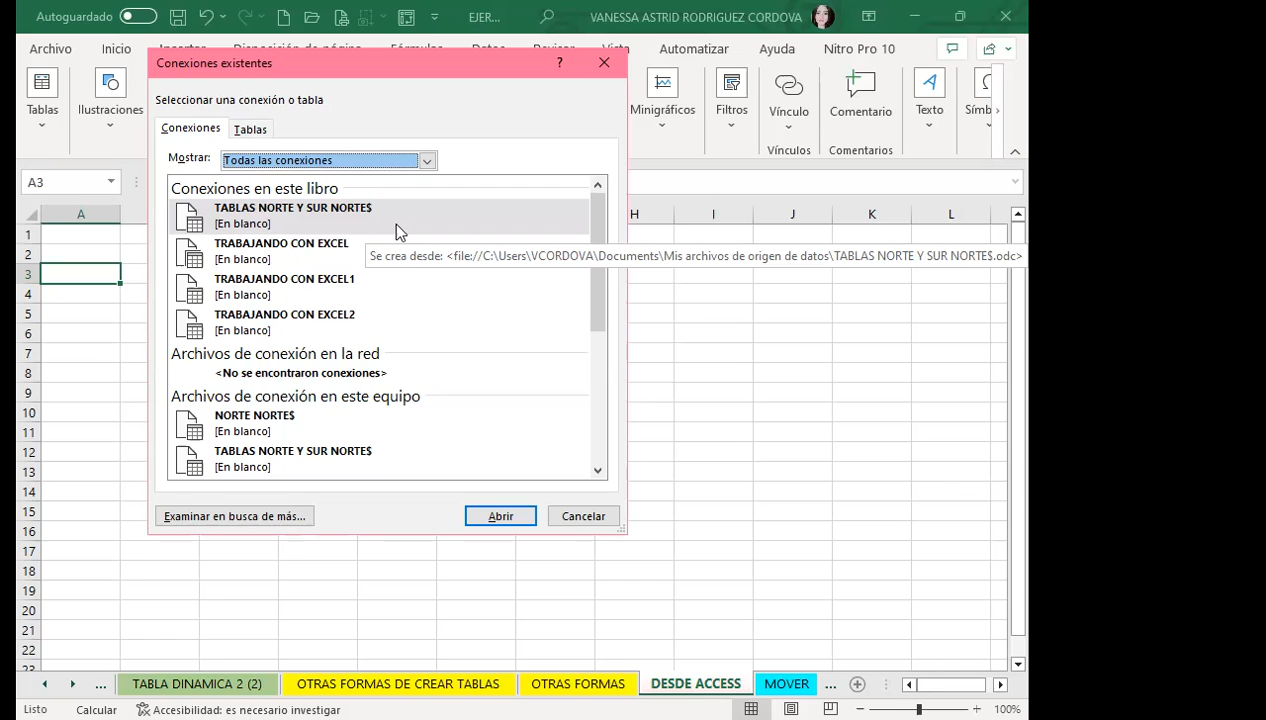 Autoguardado
EJER...
VANESSA ASTRID RODRIGUEZ CORDOVA
Archivo
Inicio
Automatizar
Ayuda
Nitro Pro 10
Conexiones existentes
?
Tablas
Ilustraciones
Minigráficos
Filtros
Vínculo
Comentario
Texto
Símb
Vínculos
Comentarios
Seleccionar una conexión o tabla
Conexiones
Tablas
Mostrar:
Todas las conexiones
A3
Conexiones en este libro
TABLAS NORTE Y SUR NORTE$
[En blanco]
TRABAJANDO CON EXCEL
[En blanco]
Se crea desde: <file://C:\Users\VCORDOVA\Documents\Mis archivos de origen de datos\TABLAS NORTE Y SUR NORTE$.odc>
TRABAJANDO CON EXCEL1
[En blanco]
TRABAJANDO CON EXCEL2
[En blanco]
Archivos de conexión en la red
<No se encontraron conexiones>
Archivos de conexión en este equipo
NORTE NORTE$
[En blanco]
TABLAS NORTE Y SUR NORTE$
[En blanco]
Examinar en busca de más...
Abrir
Cancelar
A
H
I
J
K
L
1
2
3
4
5
6
7
8
9
10
11
12
13
14
15
16
17
18
19
20
21
22
... TABLA DINAMICA 2 (2)
OTRAS FORMAS DE CREAR TABLAS
OTRAS FORMAS
DESDE ACCESS
MOVER
...
Listo
Calcular
Accesibilidad: es necesario investigar
100%